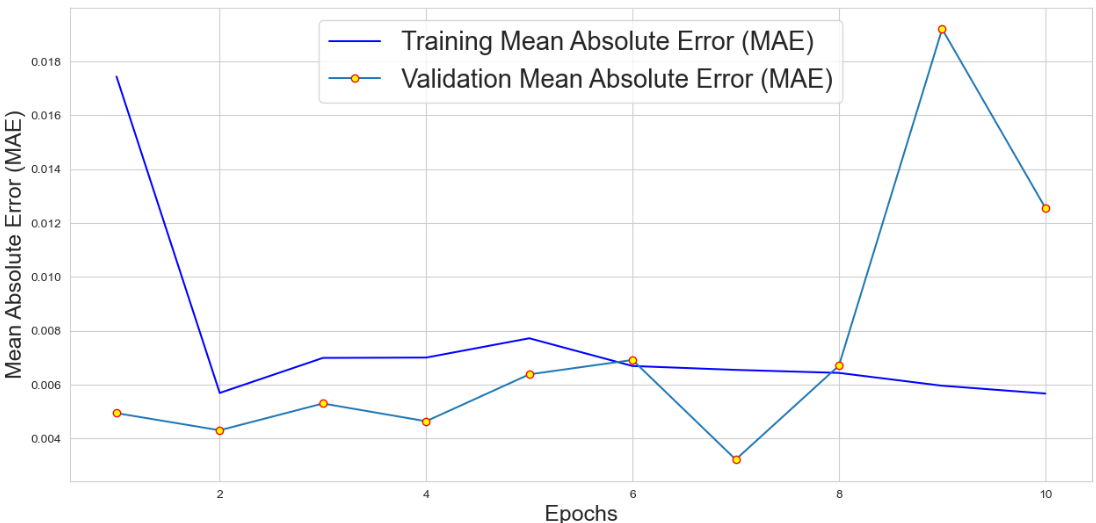 Training Mean Absolute Error (MAE)
Validation Mean Absolute Error (MAE)
Mean Absolute Error (MAE)
0.018
0.016
0.014
0.012
0.010
0.008
0.006
0.004
2 4 6 8 10
Epochs